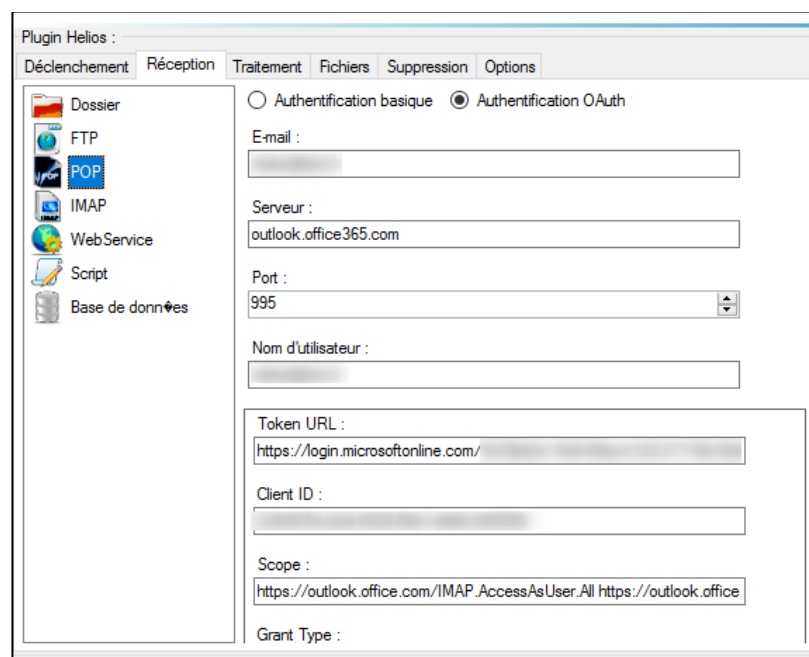 Plugin Helios :
Déclenchement Réception Traitement Fichiers Suppression Options
Dossier
FTP
POP
IMAP
WebService
Script
Base de donn�es
Authentification basique Authentification OAuth
E-mail :
Serveur :
outlook.office365.com
Port :
995
Nom d'utilisateur :
Token URL :
https://login.microsoftonline.com/
Client ID :
Scope :
https://outlook.office.com/IMAP.AccessAsUser.All https://outlook.office
Grant Type :